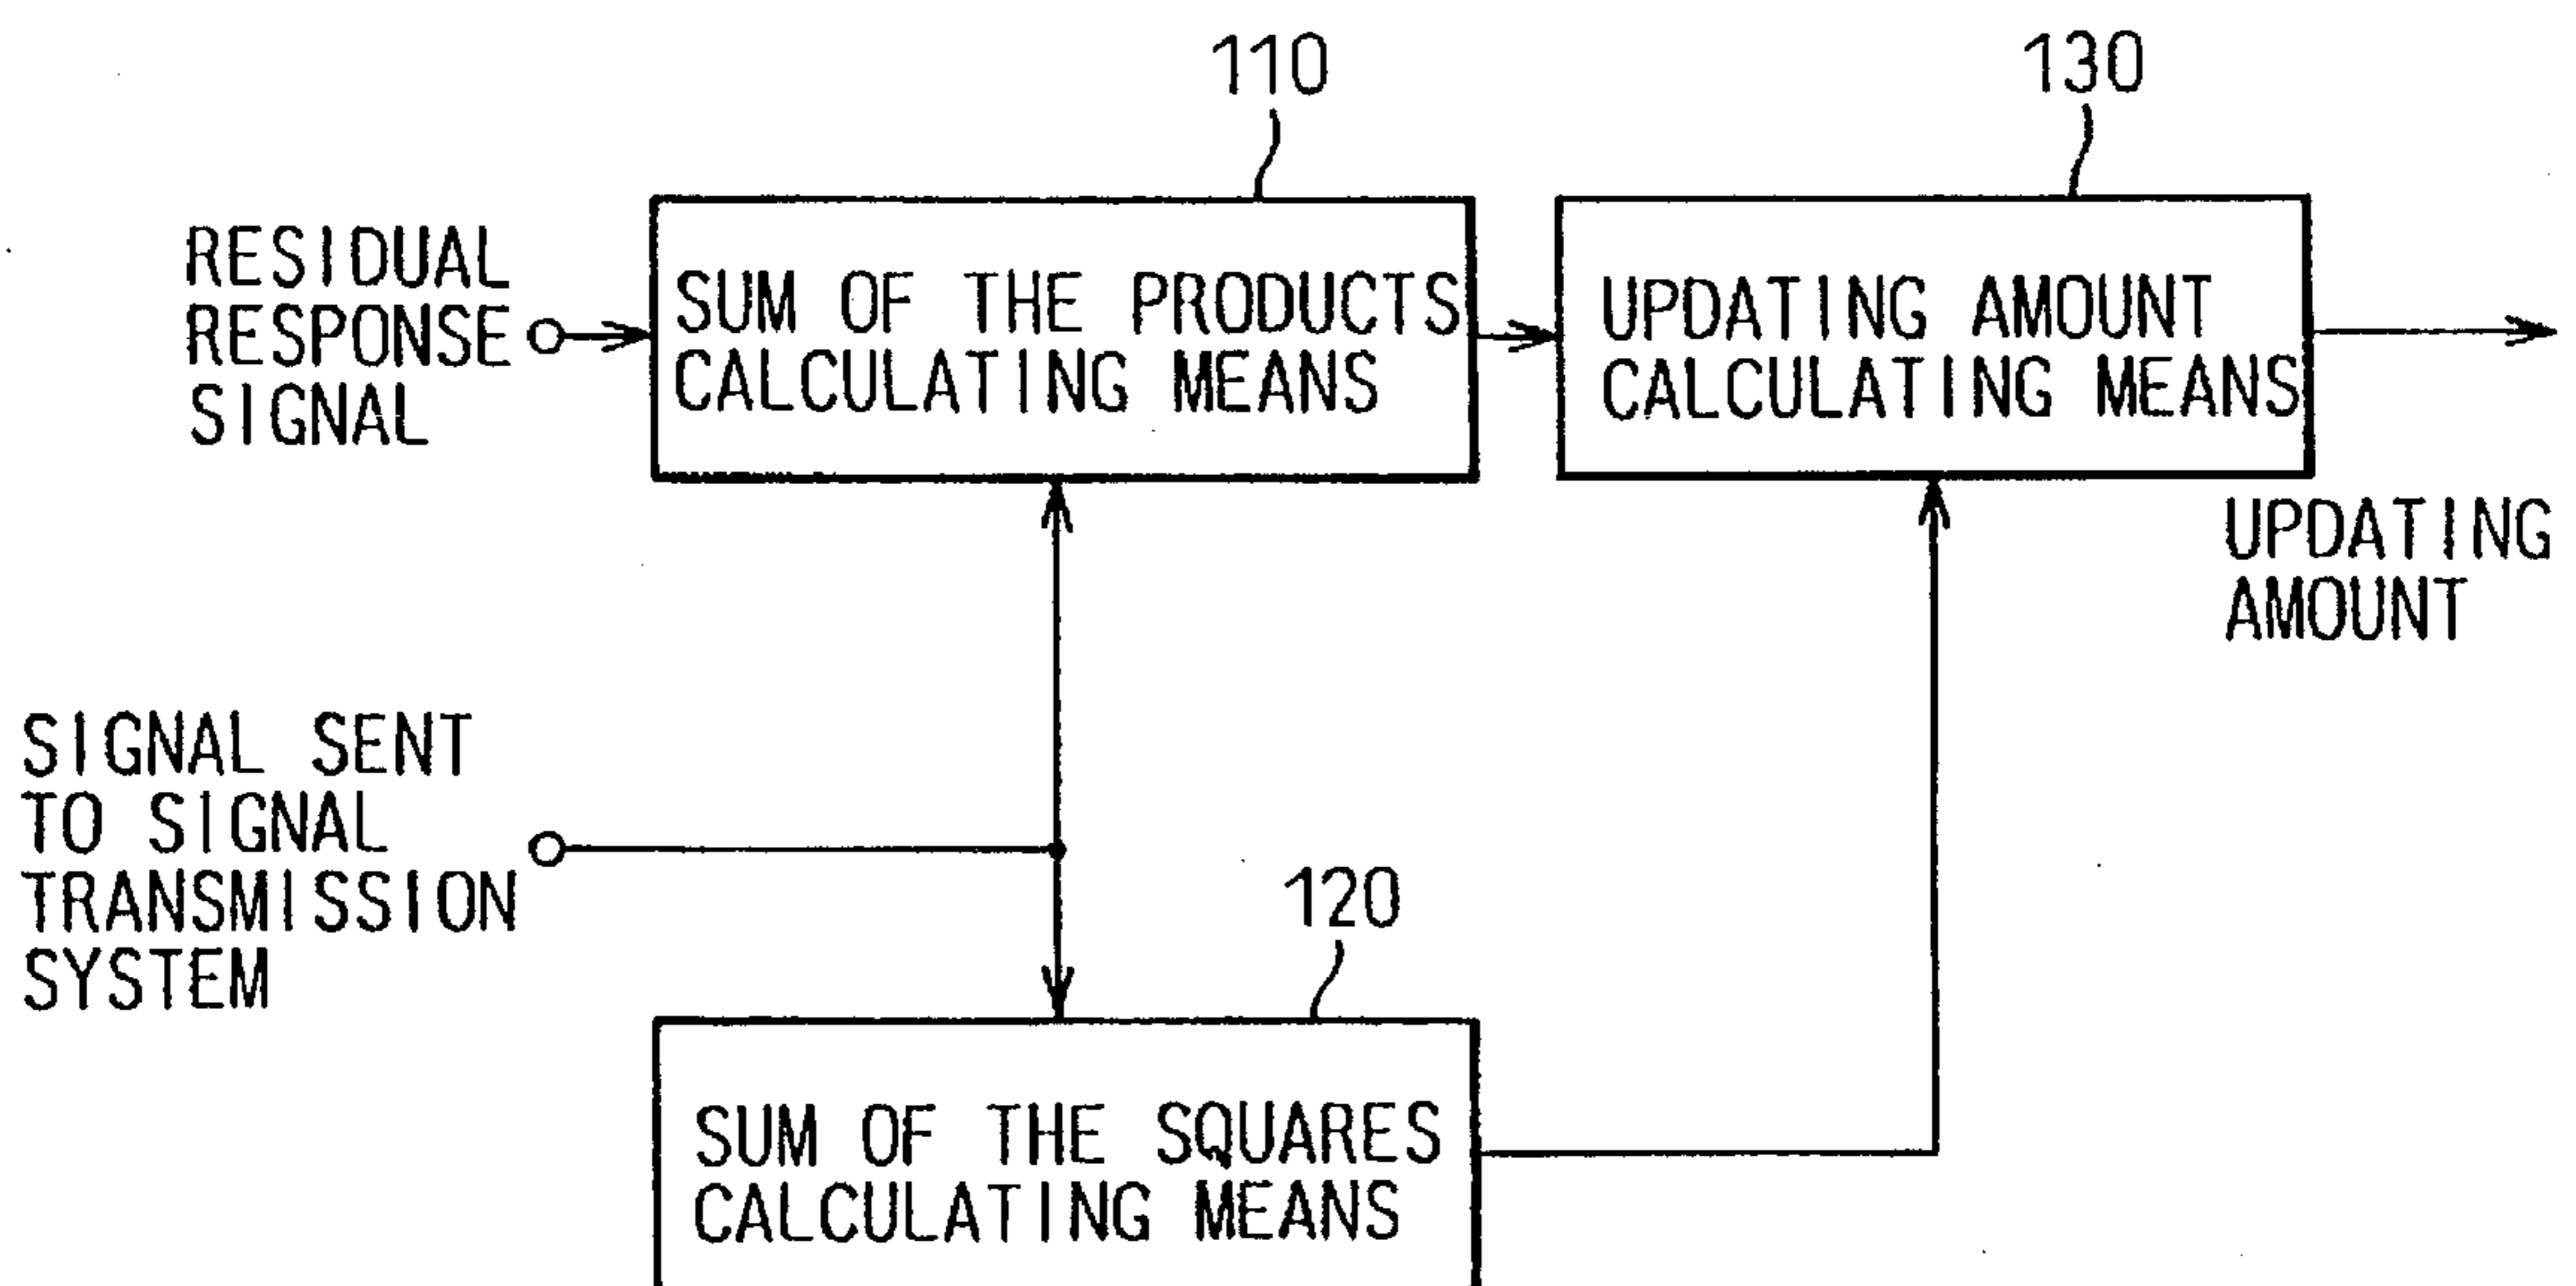 110
130
RESIDUAL
RESPONSE
SIGNAL
SUM OF THE PRODUCTS
CALCULATING MEANS
UPDATING AMOUNT
CALCULATING MEANS
UPDATING
AMOUNT
SIGNAL SENT
TO SIGNAL
TRANSMISSION
SYSTEM
120
SUM OF THE SQUARES
CALCULATING MEANS